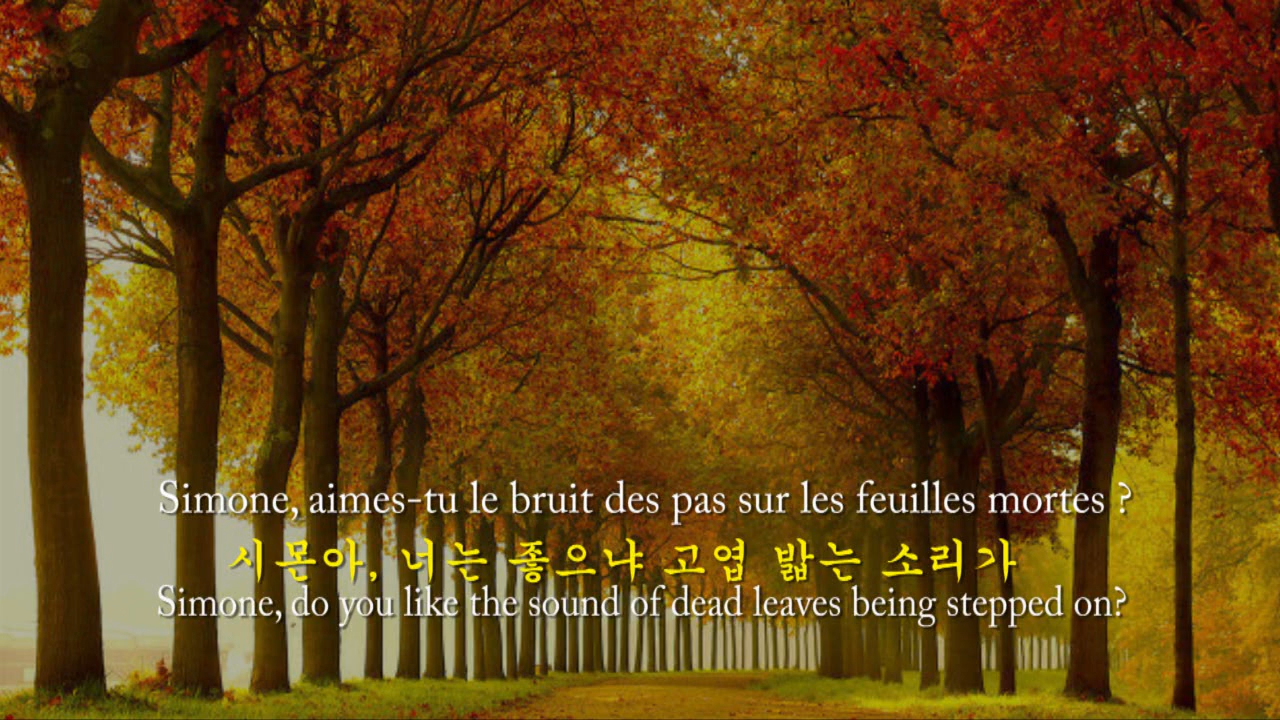 Simone, aimes-tu le bruit des pas sur les feuilles mortes ?
시몬아, 너는 좋으냐 고엽 밟는 소리가
Simone, do you like the sound of dead leaves being stepped on?